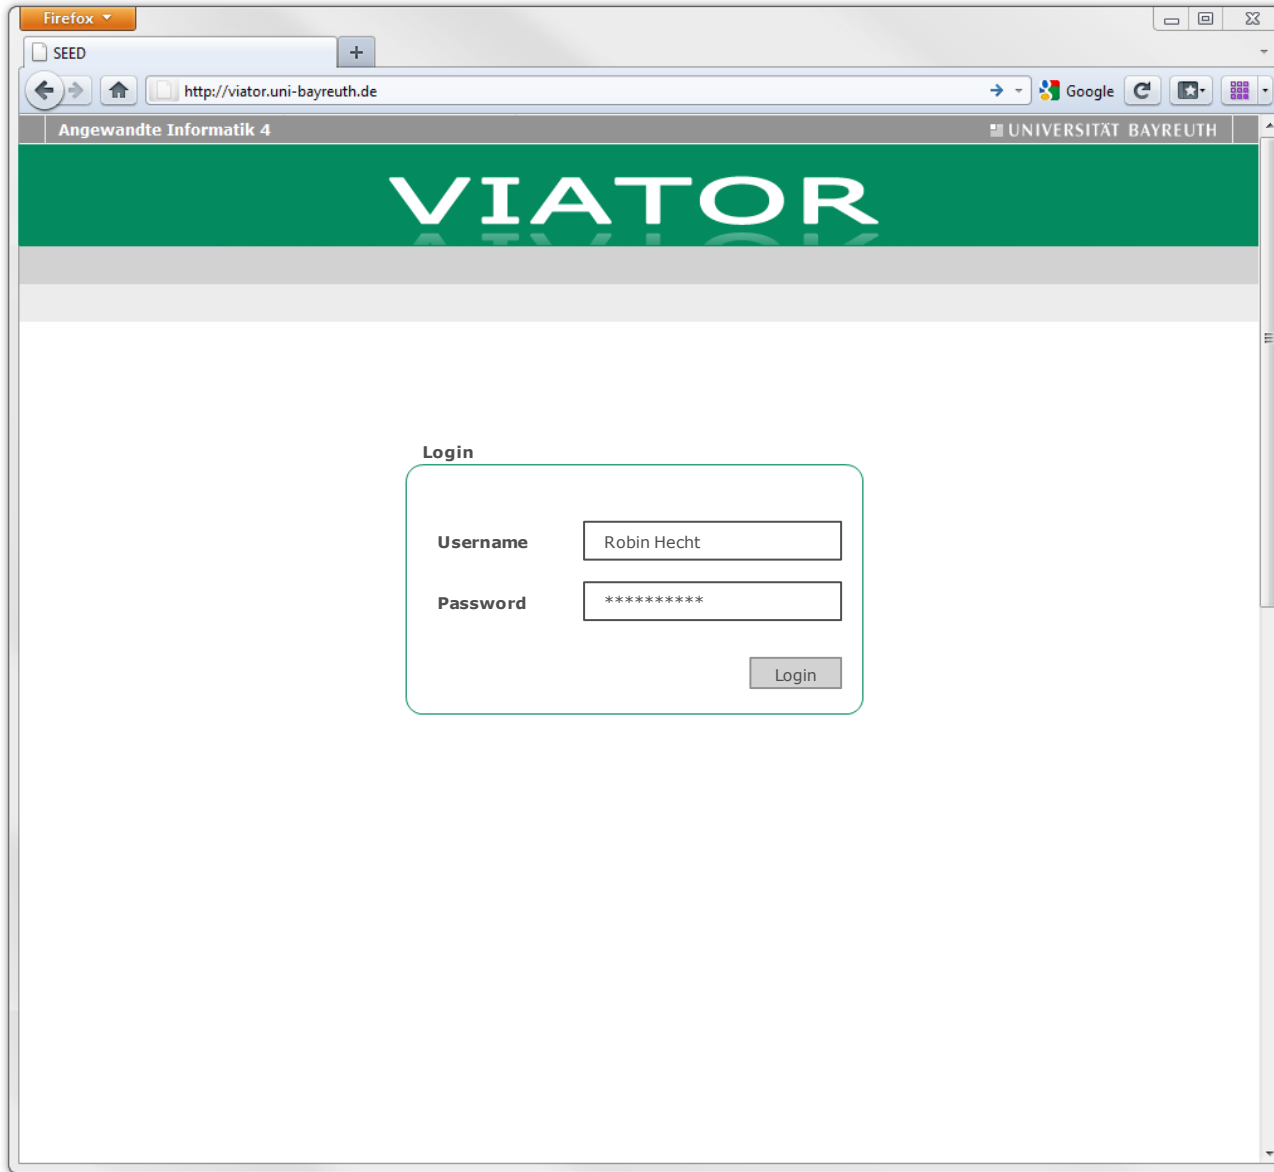 Firefox
SEED
http://viator.uni-bayreuth.de
Google
Angewandte Informatik 4
UNIVERSITÄT BAYREUTH
VIATOR
Login
Username
Robin Hecht
Password
**********
Login